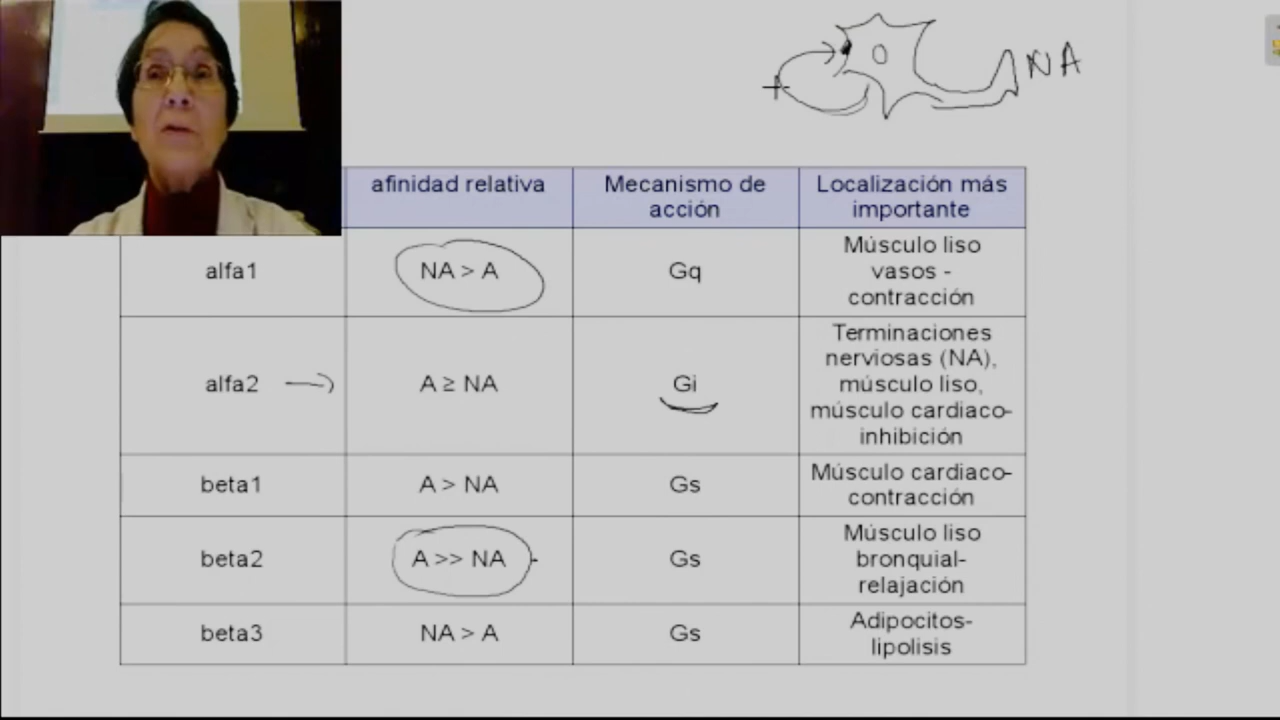 NA
afinidad relativa
Mecanismo de
acción
Localización más
importante
alfa1
NA > A
Gq
Músculo liso
vasos -
contracción
alfa2
A ≥ NA
Gi
Terminaciones
nerviosas (NA),
músculo liso,
músculo cardiaco-
inhibición
beta1
A > NA
Gs
Músculo cardiaco-
contracción
beta2
A >> NA
Gs
Músculo liso
bronquial-
relajación
beta3
NA > A
Gs
Adipocitos-
lipolisis